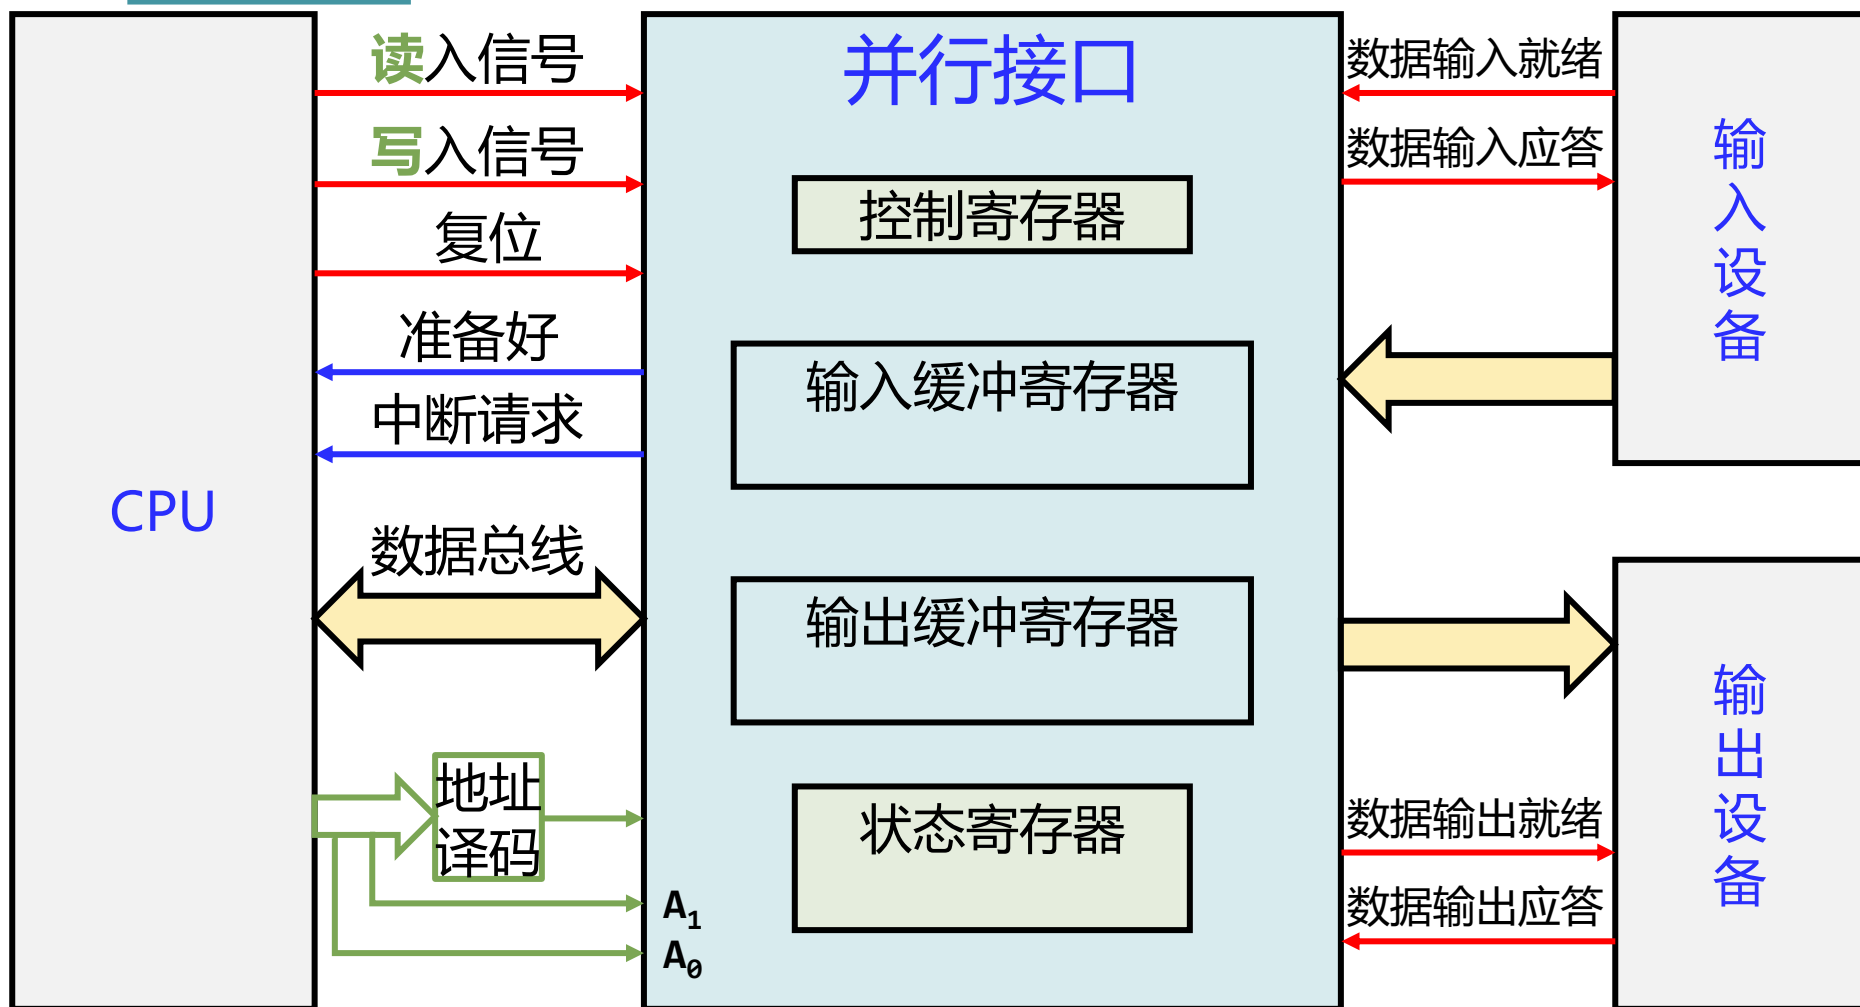 读入信号
写入信号
复位
准备好
中断请求
CPU
数据总线
地址
译码
并行接口
控制寄存器
输入缓冲寄存器
输出缓冲寄存器
状态寄存器
A1
A0
数据输入就绪
数据输入应答
输入设备
数据输出就绪
数据输出应答
输出设备